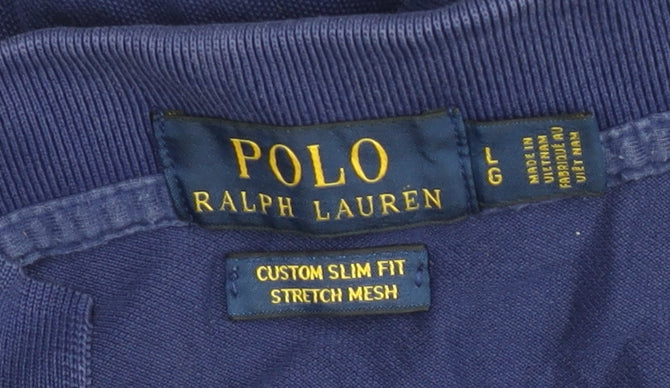 POLO
RALPH LAUREN
L
G
MADE IN
VIETNAM
FABRIQUÉ AU
VIÊT NAM
CUSTOM SLIM FIT
STRETCH MESH